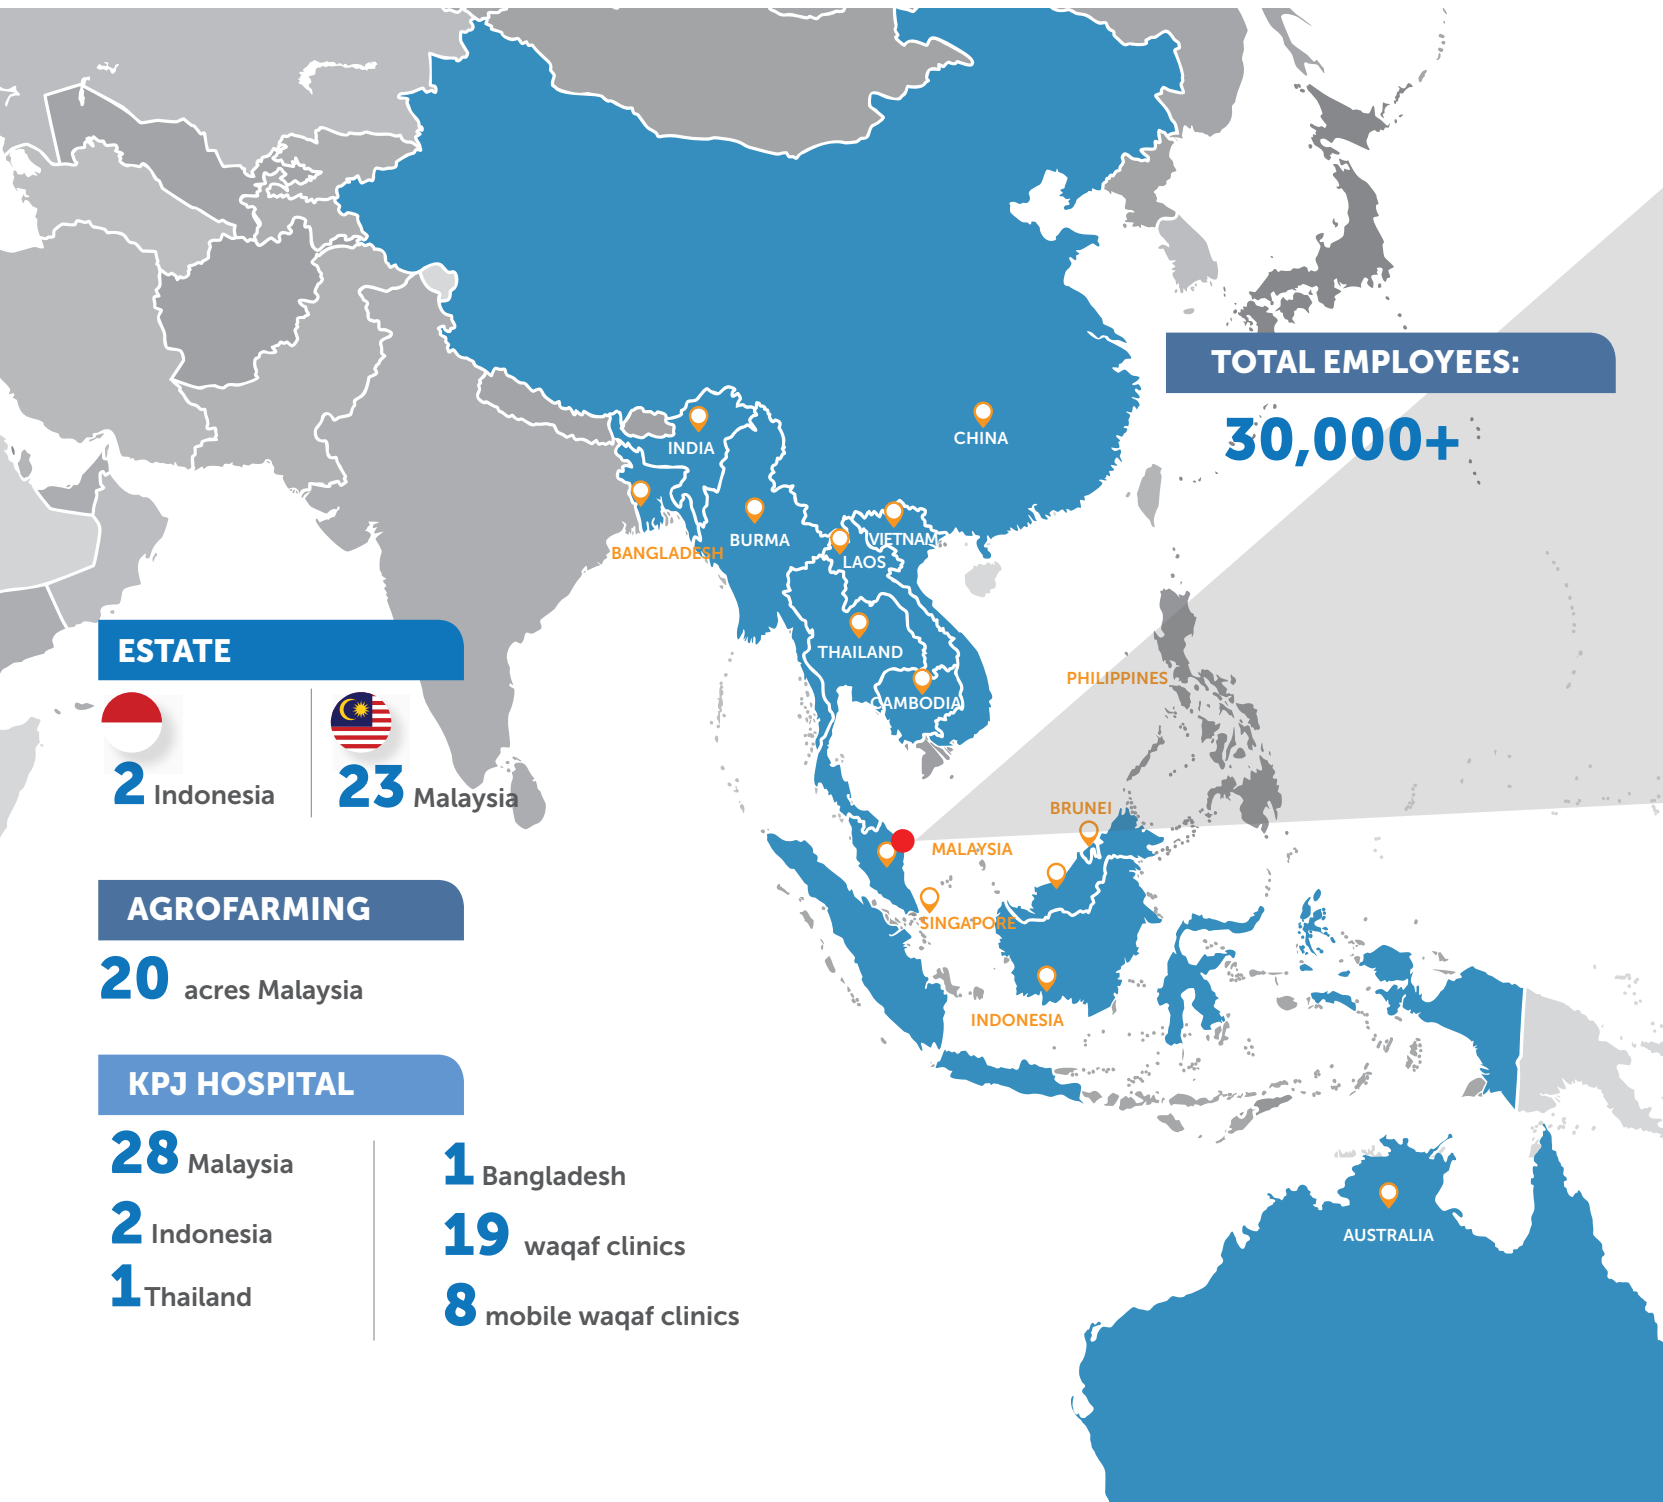 TOTAL EMPLOYEES:
30,000+
CHINA
INDIA
BURMA
BANGLADESH
VIETNAM
LAOS
THAILAND
CAMBODIA
PHILIPPINES
BRUNEI
MALAYSIA
SINGAPORE
INDONESIA
AUSTRALIA
ESTATE
2 Indonesia
23 Malaysia
AGROFARMING
20 acres Malaysia
KPJ HOSPITAL
28 Malaysia
2 Indonesia
1 Thailand
1 Bangladesh
19 waqaf clinics
8 mobile waqaf clinics